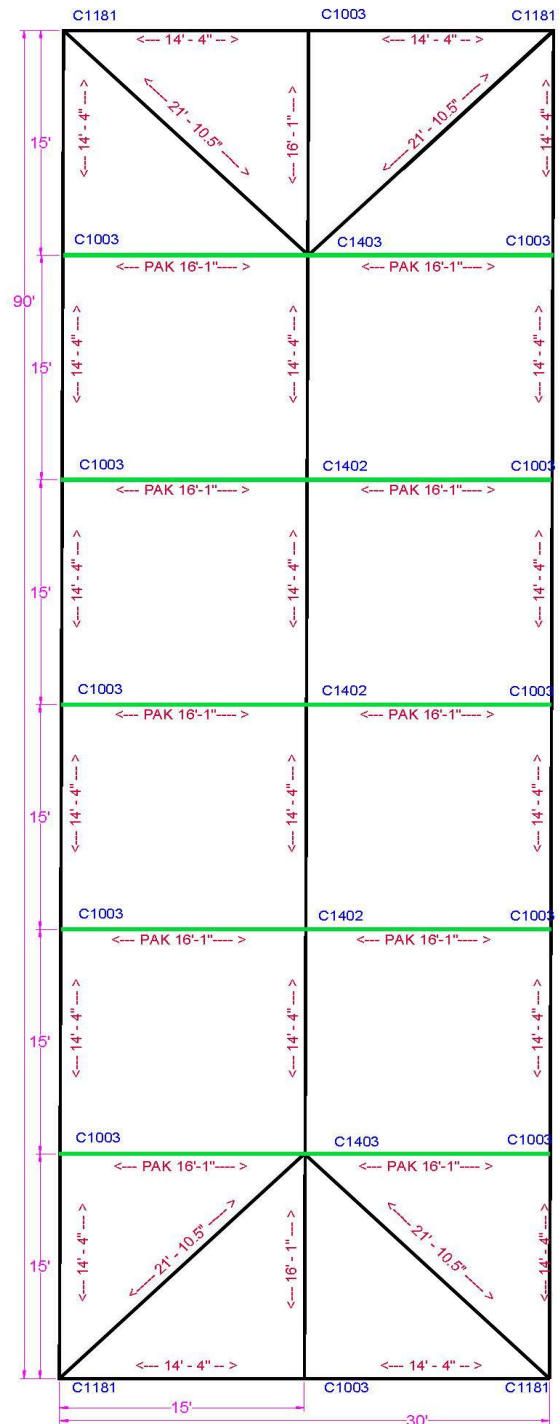 C1181 C1003 C1181
<--- 14' - 4" -- > <--- 14' - 4" -- >
15' <---- 14' - 4" ----> <---- 21' - 10.5" ----> <---- 16' - 1" ----> <---- 21' - 10.5" ----> <---- 14' - 4" ---->
C1003 C1403 C1003
<--- PAK 16'-1"---- > <--- PAK 16'-1"---- >
90'
15' <---- 14' - 4" ----> <---- 14' - 4" ----> <---- 14' - 4" ---->
C1003 C1402 C1003
<--- PAK 16'-1"---- > <--- PAK 16'-1"---- >
15' <---- 14' - 4" ----> <---- 14' - 4" ----> <---- 14' - 4" ---->
C1003 C1402 C1003
<--- PAK 16'-1"---- > <--- PAK 16'-1"---- >
15' <---- 14' - 4" ----> <---- 14' - 4" ----> <---- 14' - 4" ---->
C1003 C1402 C1003
<--- PAK 16'-1"---- > <--- PAK 16'-1"---- >
15' <---- 14' - 4" ----> <---- 14' - 4" ----> <---- 14' - 4" ---->
C1003 C1403 C1003
<--- PAK 16'-1"---- > <--- PAK 16'-1"---- >
15' <---- 14' - 4" ----> <---- 21' - 10.5" ----> <---- 16' - 1" ----> <---- 21' - 10.5" ----> <---- 14' - 4" ---->
<--- 14' - 4" -- > <--- 14' - 4" -- >
C1181 C1003 C1181
15'
30'